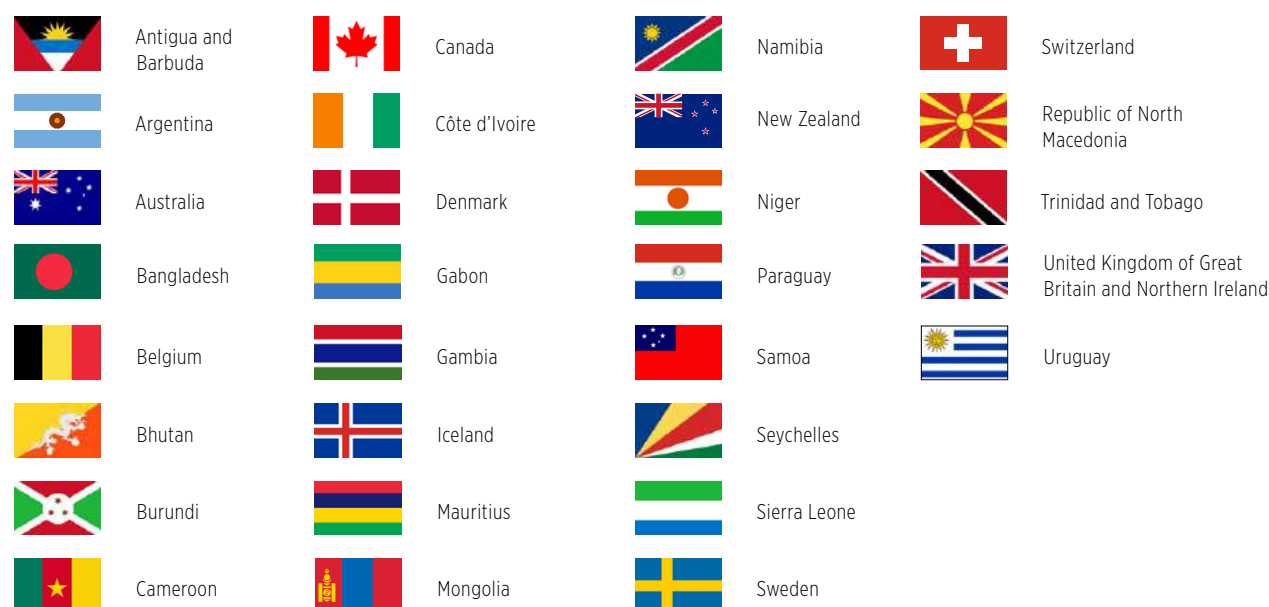 Antigua and
Barbuda
Argentina
Australia
Bangladesh
Belgium
Bhutan
Burundi
Cameroon
Canada
Côte d’Ivoire
Denmark
Gabon
Gambia
Iceland
Mauritius
Mongolia
Namibia
New Zealand
Niger
Paraguay
Samoa
Seychelles
Sierra Leone
Sweden
Switzerland
Republic of North
Macedonia
Trinidad and Tobago
United Kingdom of Great
Britain and Northern Ireland
Uruguay